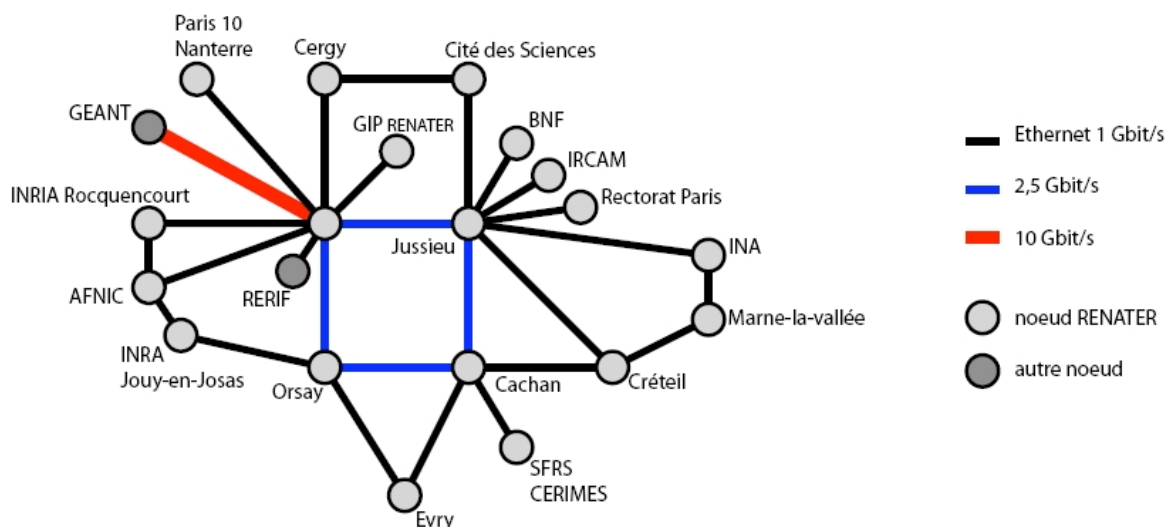 Paris 10
Nanterre
Cergy
Cité des Sciences
GEANT
GIP RENATER
BNF
IRCAM
Rectorat Paris
INRIA Rocquencourt
Jussieu
INA
RERIF
AFNIC
Marne-la-vallée
INRA
Jouy-en-Josas
Orsay
Cachan
Créteil
SFRS
CERIMES
Evry
Ethernet 1 Gbit/s
2,5 Gbit/s
10 Gbit/s
noeud RENATER
autre noeud